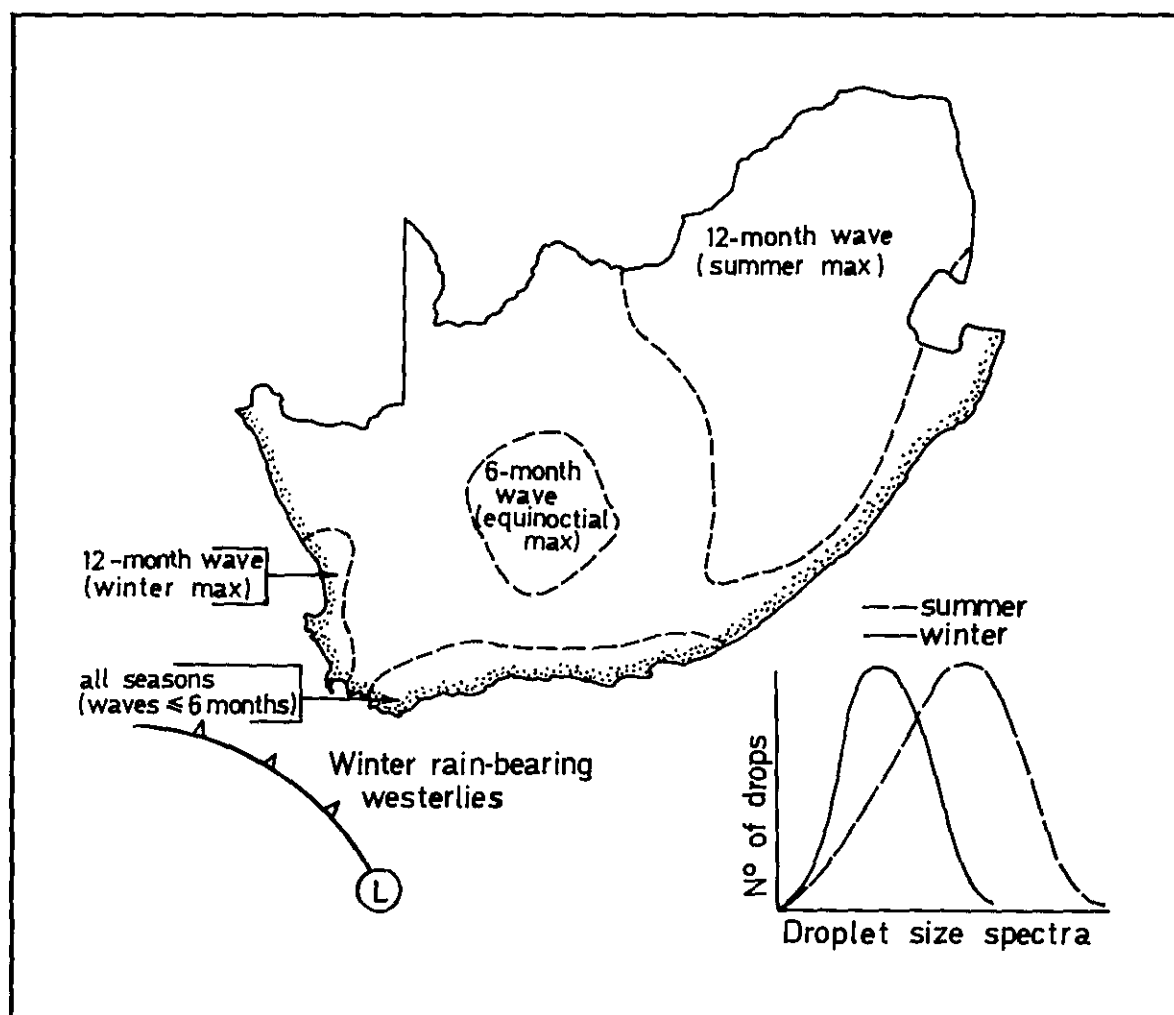 12-month wave
(summer max)
6-month
wave
(equinoctial
max)
12-month wave
(winter max)
all seasons
(waves ≤ 6 months)
Winter rain-bearing
westerlies
L
summer
winter
Nº of drops
Droplet size spectra